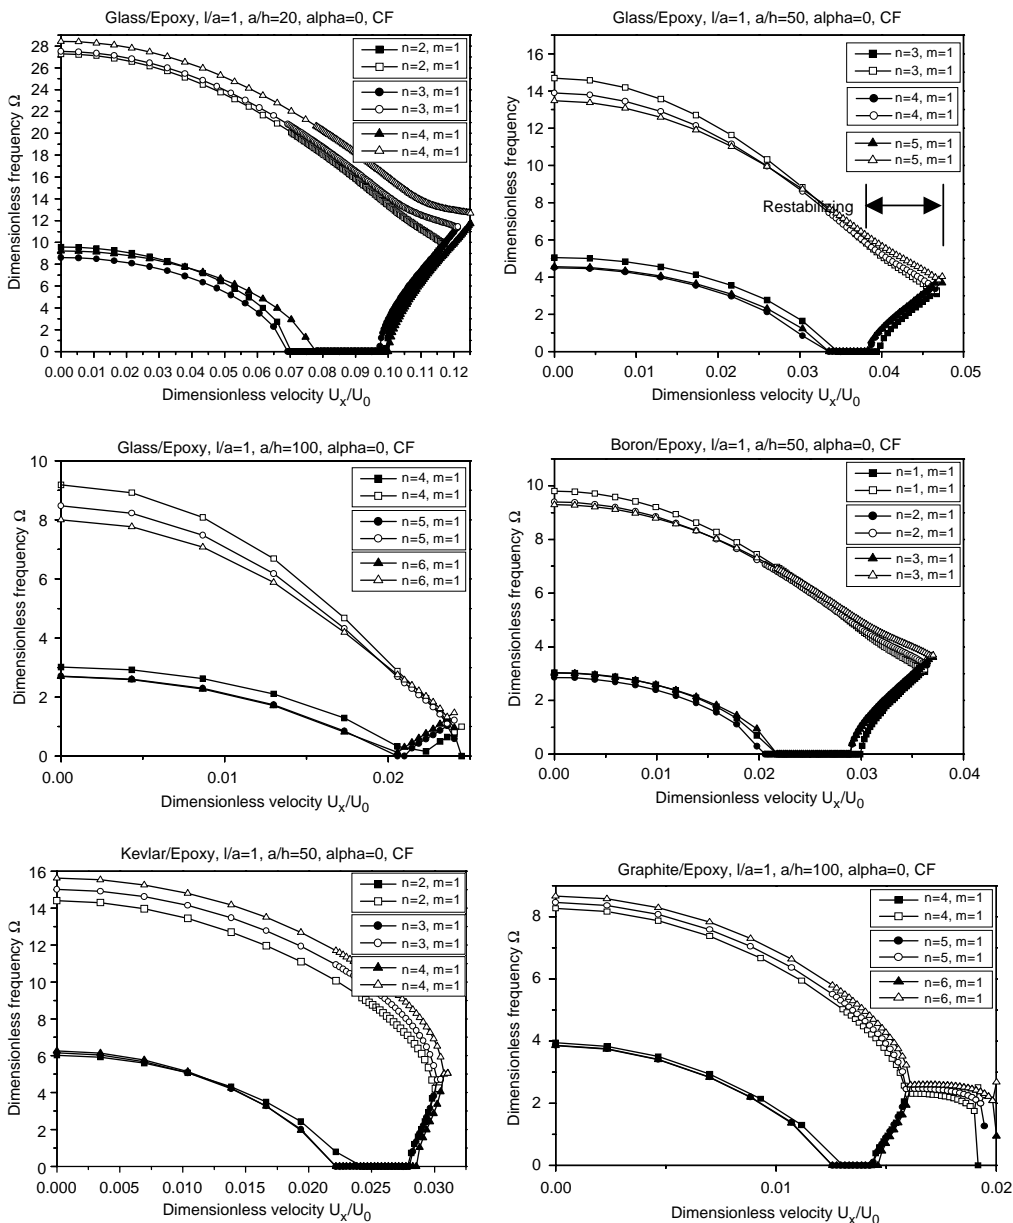 Glass/Epoxy, l/a=1, a/h=20, alpha=0, CF
Dimensionless frequency Ω
28
26
24
22
20
18
16
14
12
10
8
6
4
2
0
n=2, m=1
n=2, m=1
n=3, m=1
n=3, m=1
n=4, m=1
n=4, m=1
0.00 0.01 0.02 0.03 0.04 0.05 0.06 0.07 0.08 0.09 0.10 0.11 0.12
Dimensionless velocity Ux/U0
Glass/Epoxy, l/a=1, a/h=50, alpha=0, CF
Dimensionless frequency
16
14
12
10
8
6
4
2
0
n=3, m=1
n=3, m=1
n=4, m=1
n=4, m=1
n=5, m=1
n=5, m=1
Restabilizing
0.00 0.01 0.02 0.03 0.04 0.05
Dimensionless velocity Ux/U0
Glass/Epoxy, l/a=1, a/h=100, alpha=0, CF
Dimensionless frequency Ω
10
8
6
4
2
0
n=4, m=1
n=4, m=1
n=5, m=1
n=5, m=1
n=6, m=1
n=6, m=1
0.00 0.01 0.02
Dimensionless velocity Ux/U0
Boron/Epoxy, l/a=1, a/h=50, alpha=0, CF
Dimensionless frequency Ω
10
8
6
4
2
0
n=1, m=1
n=1, m=1
n=2, m=1
n=2, m=1
n=3, m=1
n=3, m=1
0.00 0.01 0.02 0.03 0.04
Dimensionless velocity Ux/U0
Kevlar/Epoxy, l/a=1, a/h=50, alpha=0, CF
Dimensionless frequency Ω
16
14
12
10
8
6
4
2
0
n=2, m=1
n=2, m=1
n=3, m=1
n=3, m=1
n=4, m=1
n=4, m=1
0.000 0.005 0.010 0.015 0.020 0.025 0.030
Dimensionless velocity Ux/U0
Graphite/Epoxy, l/a=1, a/h=100, alpha=0, CF
Dimensionless frequency Ω
8
6
4
2
0
n=4, m=1
n=4, m=1
n=5, m=1
n=5, m=1
n=6, m=1
n=6, m=1
0.00 0.01 0.02
Dimensionless velocity Ux/U0